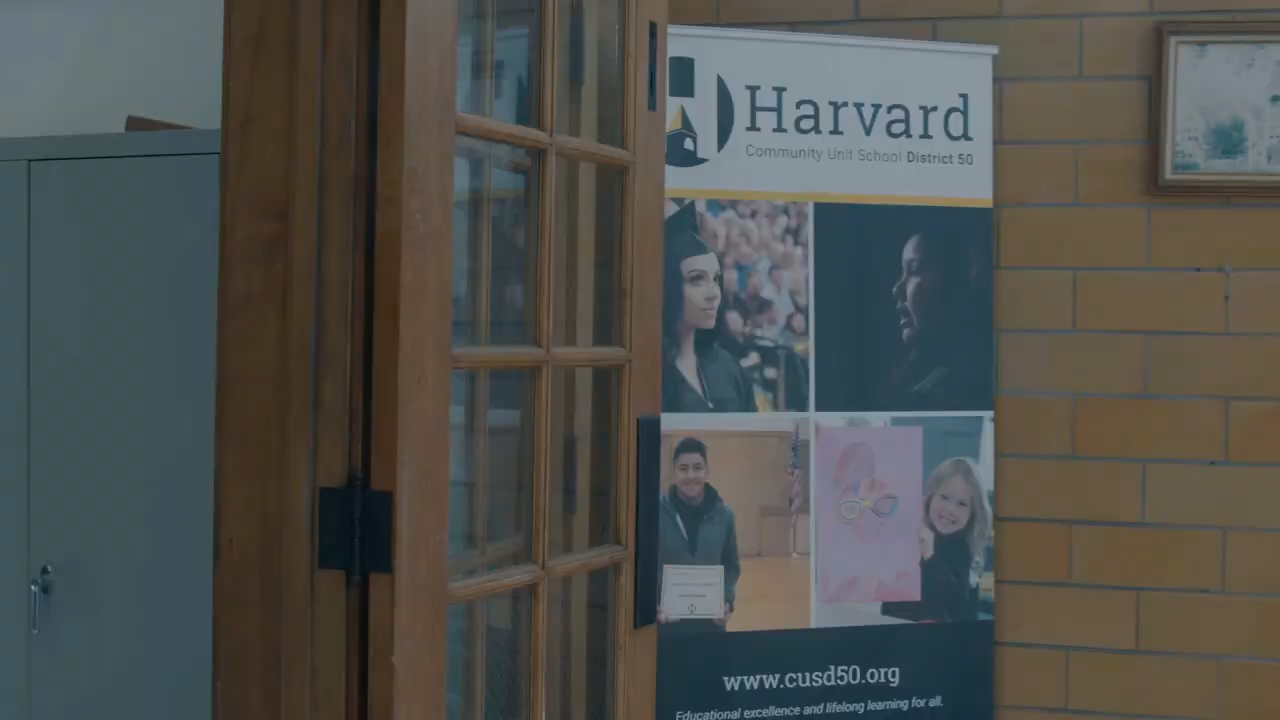 Harvard
Community Unit School District 50
www.cusd50.org
Educational excellence and lifelong learning for all.